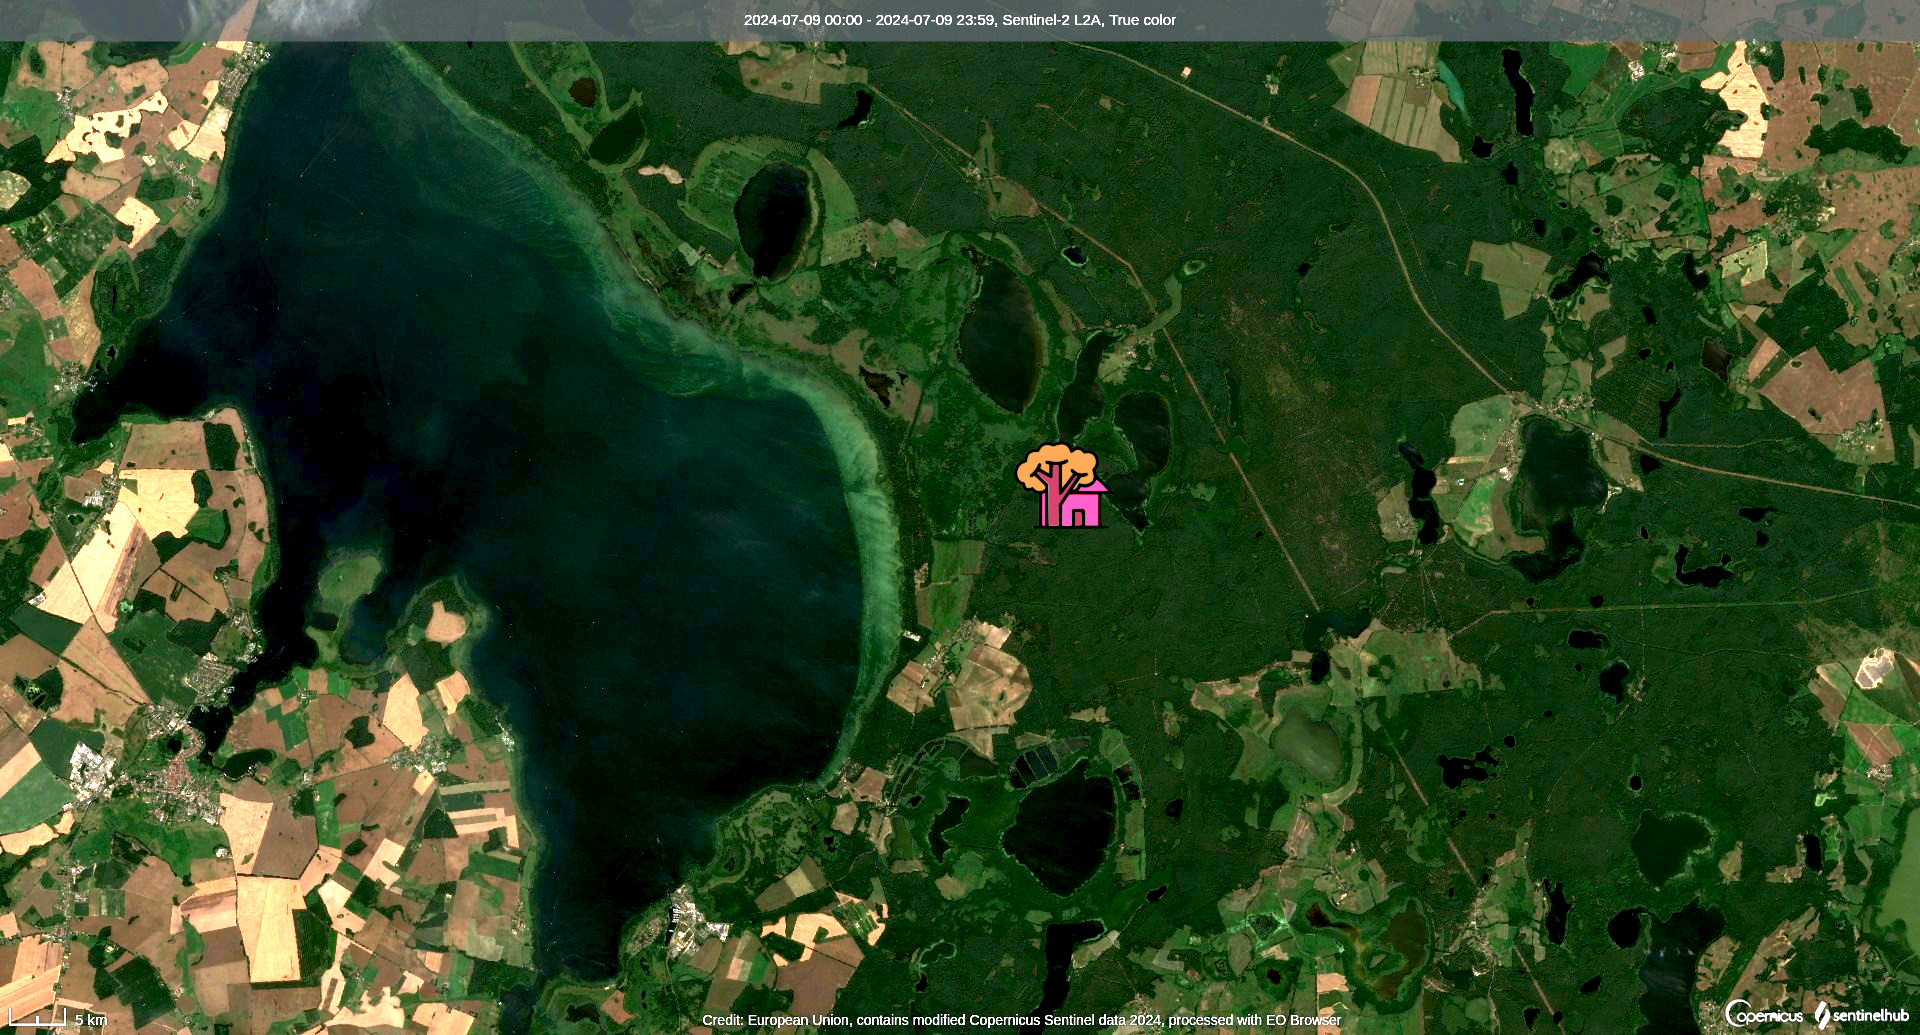 2024-07-09 00:00 - 2024-07-09 23:59, Sentinel-2 L2A, True color
5 km
Credit: European Union, contains modified Copernicus Sentinel data 2024, processed with EO Browser
Copernicus
sentinelhub